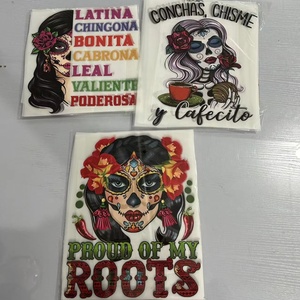 LATINA
CHINGONA
BONITA
CABRONA
LEAL
VALIENTE
PODEROSA
CONCHAS, CHISME
y Cafecito
PROUD OF MY
ROOTS